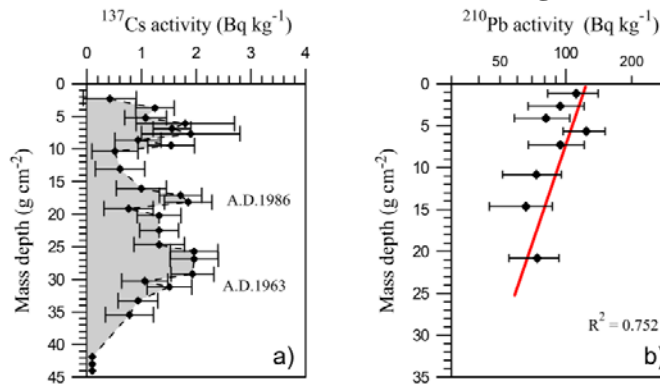 ¹³⁷Cs activity (Bq kg⁻¹)
0 1 2 3 4
0
5
10
15
20
25
30
35
40
45
Mass depth (g cm⁻²)
A.D.1986
A.D.1963
a)
²¹⁰Pb activity (Bq kg⁻¹)
50 100 200
0
5
10
15
20
25
30
35
Mass depth (g cm⁻²)
R² = 0.752
b)